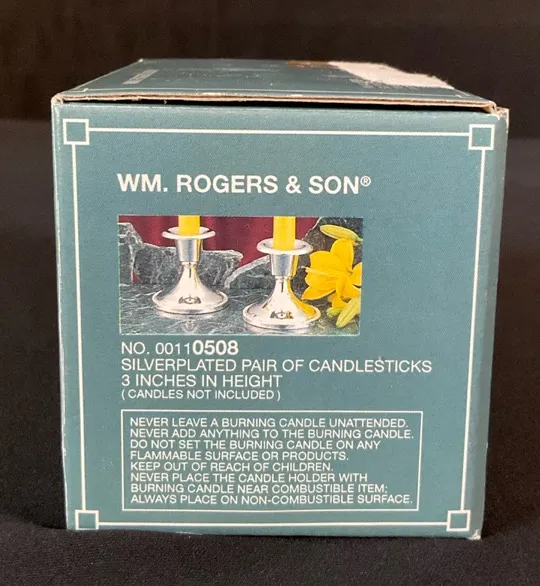 WM. ROGERS & SON®
NO. 00110508
SILVERPLATED PAIR OF CANDLESTICKS
3 INCHES IN HEIGHT
( CANDLES NOT INCLUDED )
NEVER LEAVE A BURNING CANDLE UNATTENDED.
NEVER ADD ANYTHING TO THE BURNING CANDLE.
DO NOT SET THE BURNING CANDLE ON ANY
FLAMMABLE SURFACE OR PRODUCTS.
KEEP OUT OF REACH OF CHILDREN.
NEVER PLACE THE CANDLE HOLDER WITH
BURNING CANDLE NEAR COMBUSTIBLE ITEM;
ALWAYS PLACE ON NON-COMBUSTIBLE SURFACE.